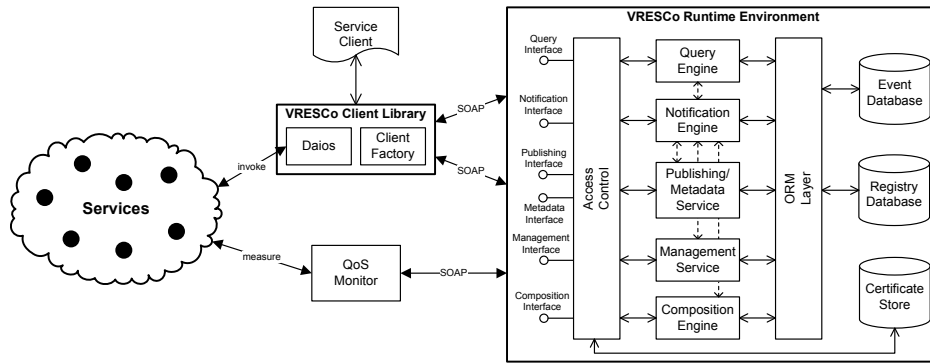 VRESCo Runtime Environment
Service
Client
VRESCo Client Library
Daios
Client
Factory
SOAP
SOAP
invoke
Services
measure
QoS
Monitor
SOAP
Query
Interface
Notification
Interface
Publishing
Interface
Metadata
Interface
Management
Interface
Composition
Interface
Access
Control
Query
Engine
Notification
Engine
Publishing/
Metadata
Service
Management
Service
Composition
Engine
ORM
Layer
Event
Database
Registry
Database
Certificate
Store